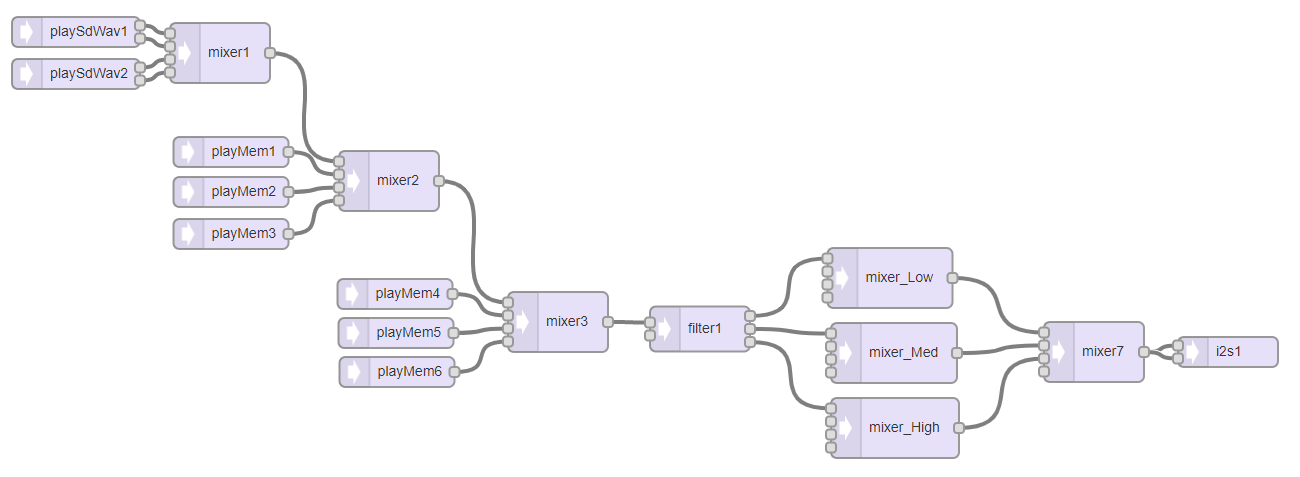 playSdWav1
mixer1
playSdWav2
playMem1
mixer2
playMem2
playMem3
mixer_Low
playMem4
mixer3
filter1
playMem5
mixer_Med
mixer7
i2s1
playMem6
mixer_High